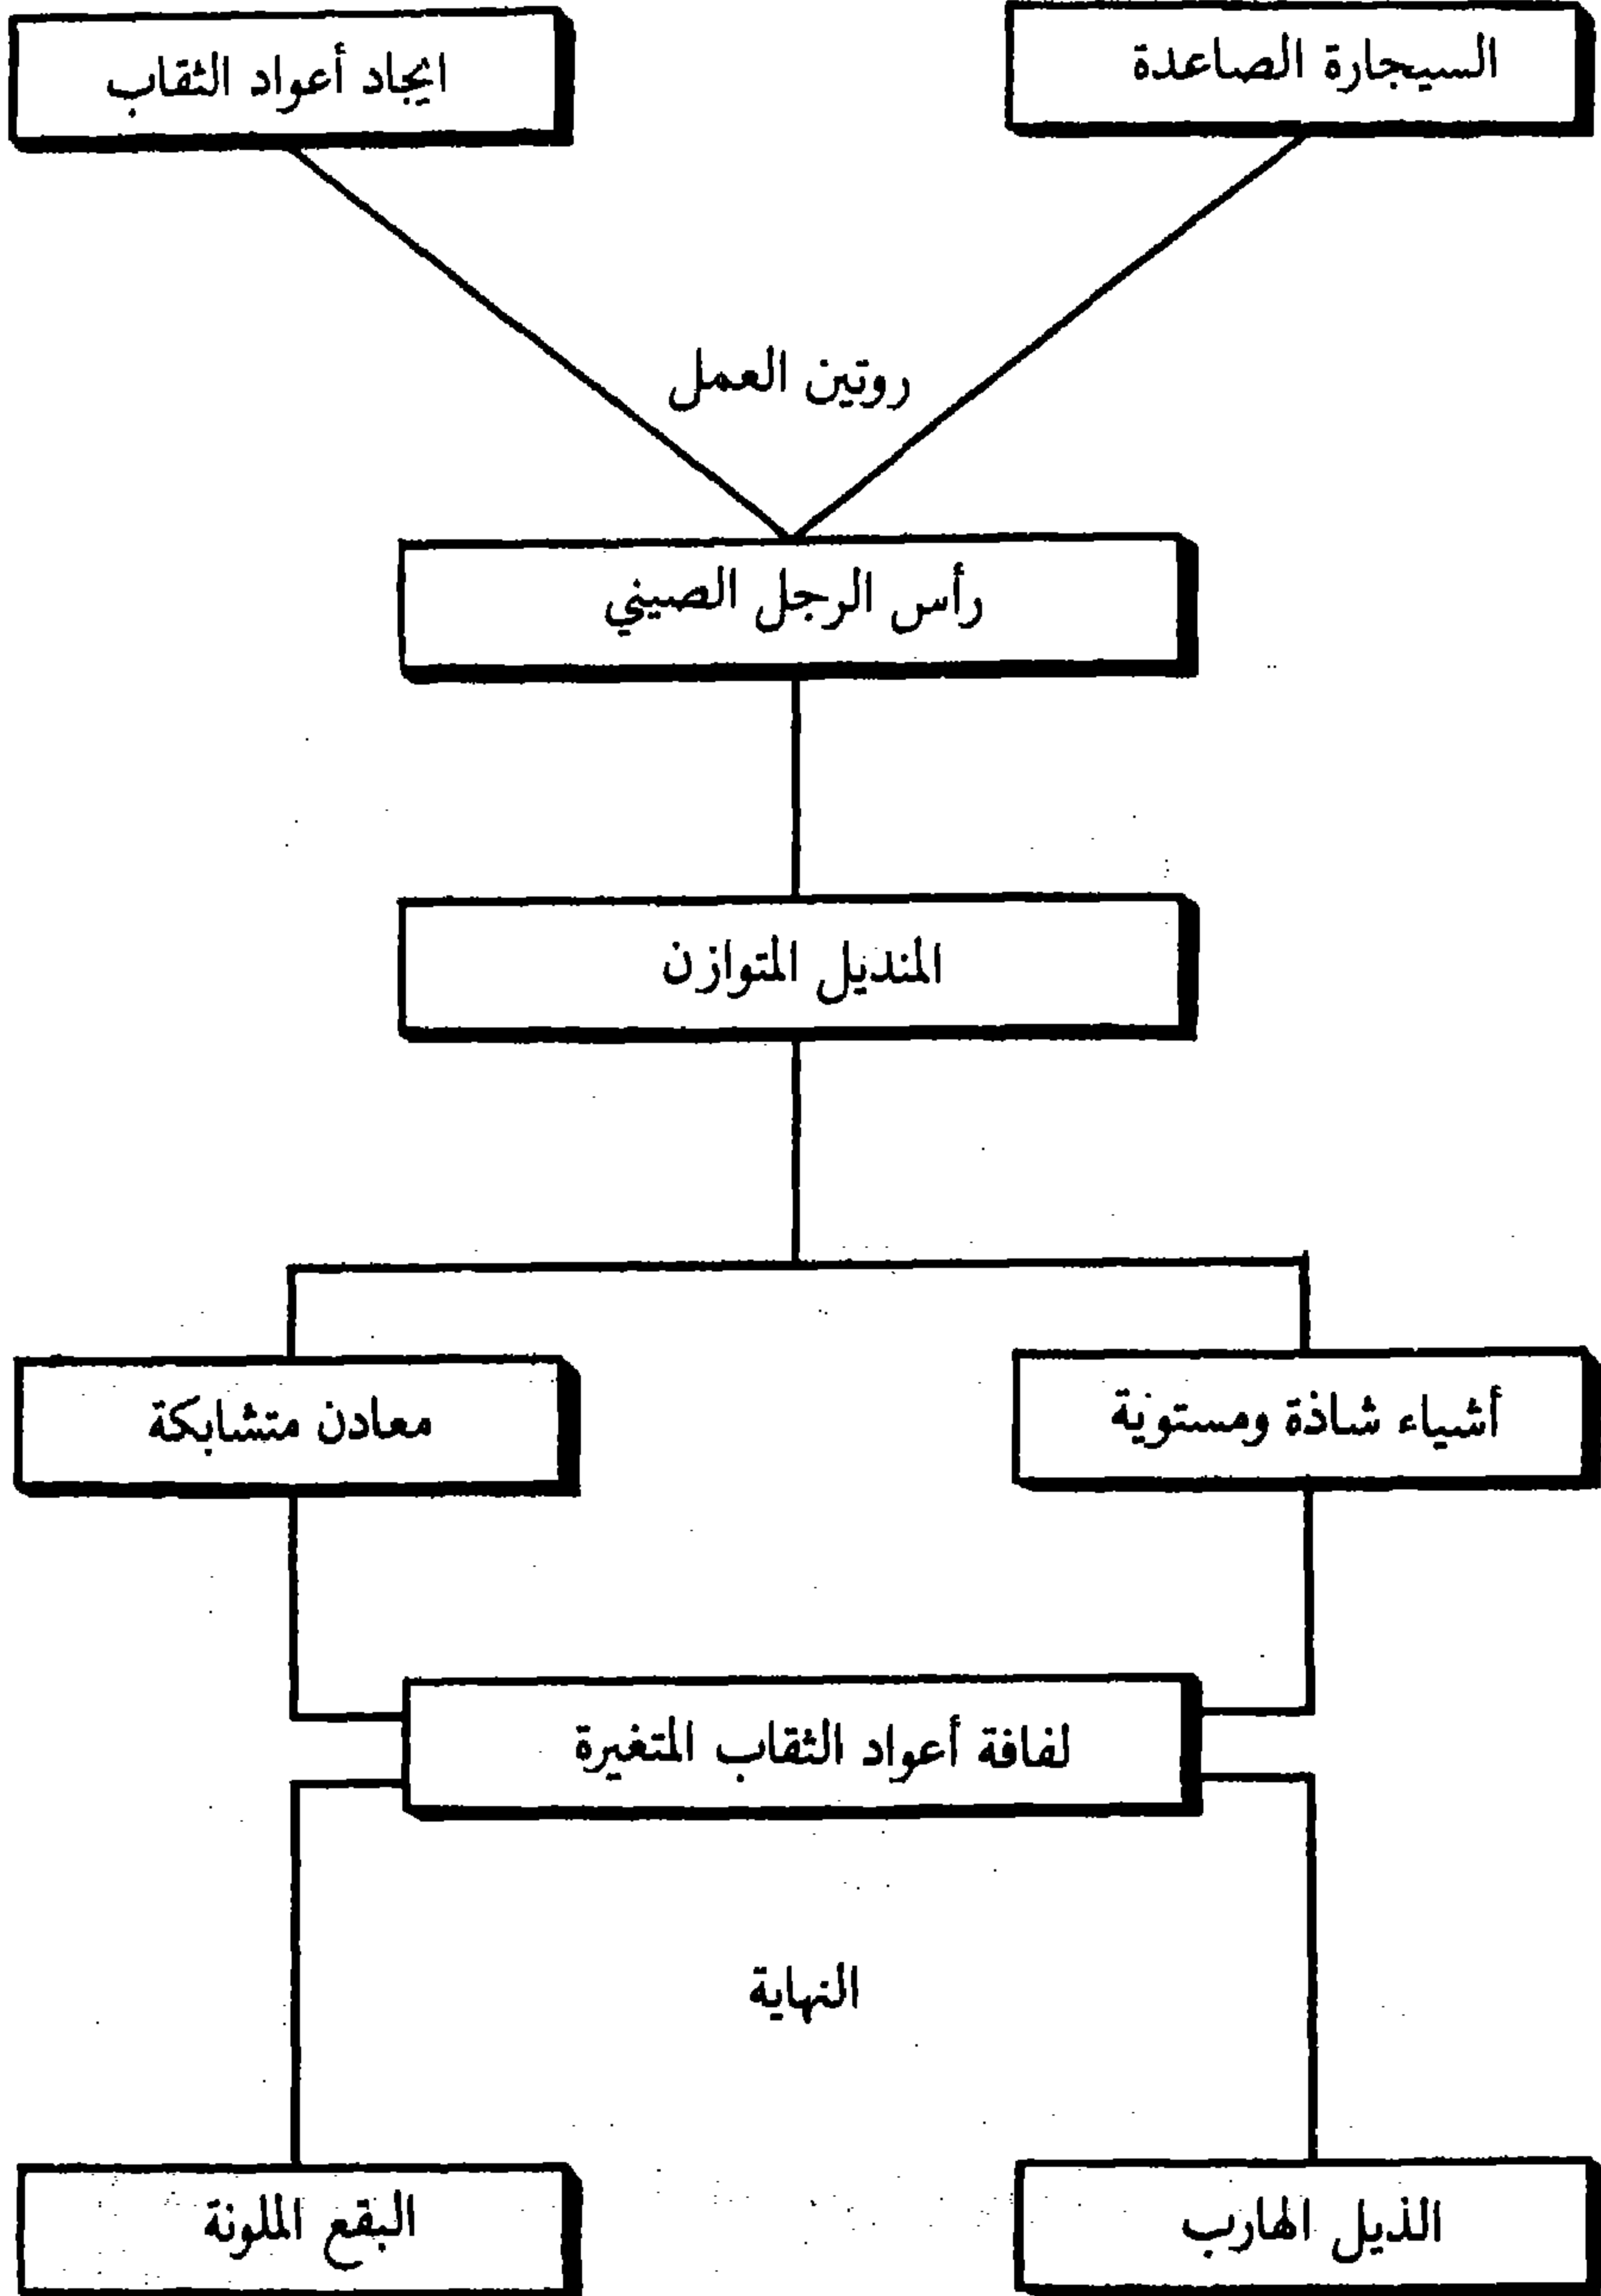 السيجارة الصاعدة
ايجاد أعواد الثقاب
روتين العمل
رأس الرجل الصيني
المنديل المتوازن
أشياء شاذة ومستوية
معادن متشابكة
لفافة أعواد الثقاب المتغيرة
النهاية
الذيل الهارب
البقع الملونة